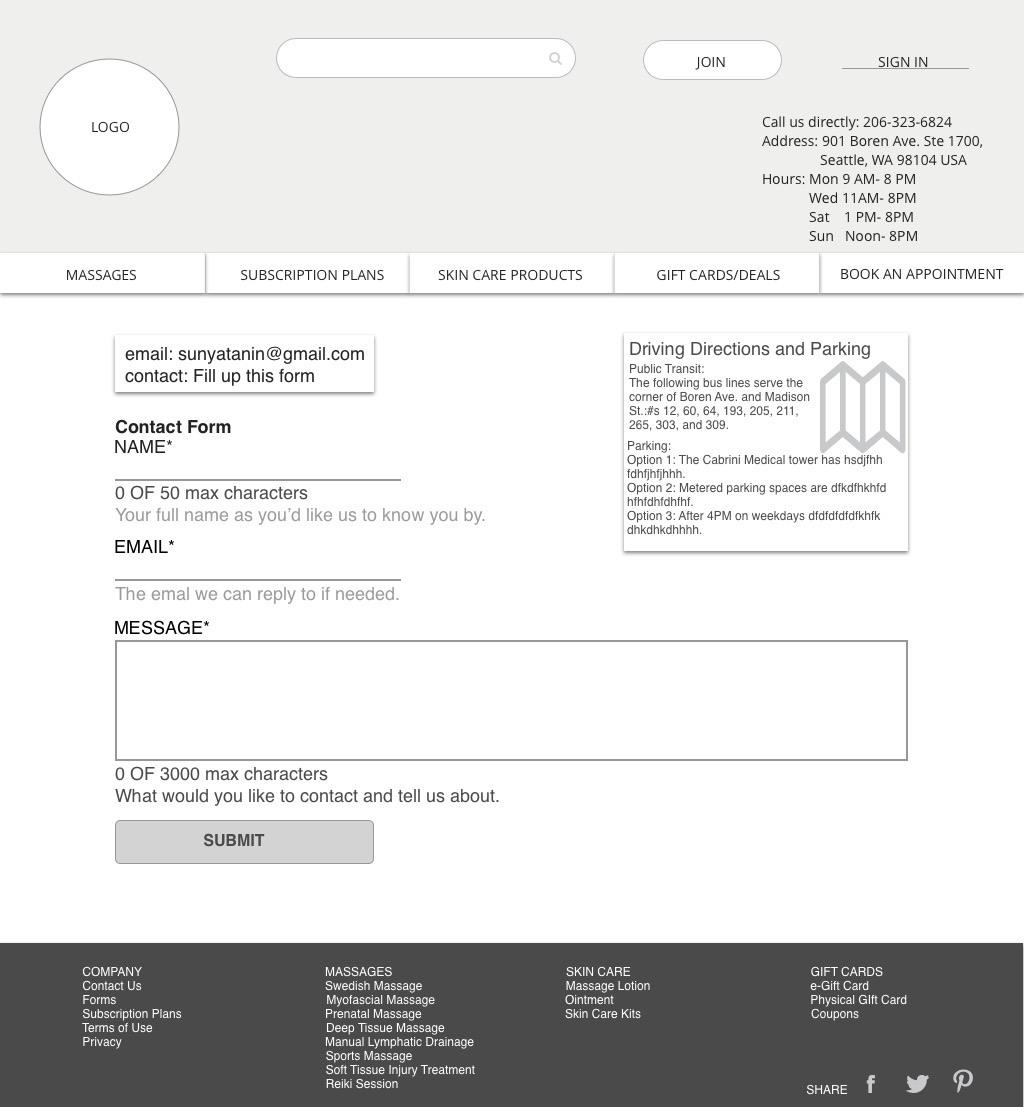 JOIN
SIGN IN
LOGO
Call us directly: 206-323-6824
Address: 901 Boren Ave. Ste 1700,
Seattle, WA 98104 USA
Hours: Mon 9 AM- 8 PM
Wed 11AM- 8PM
Sat 1 PM- 8PM
Sun Noon- 8PM
MASSAGES
SUBSCRIPTION PLANS
SKIN CARE PRODUCTS
GIFT CARDS/DEALS
BOOK AN APPOINTMENT
email: sunyatanin@gmail.com
contact: Fill up this form
Contact Form
NAME*
0 OF 50 max characters
Your full name as you’d like us to know you by.
EMAIL*
The emal we can reply to if needed.
MESSAGE*
0 OF 3000 max characters
What would you like to contact and tell us about.
SUBMIT
Driving Directions and Parking
Public Transit:
The following bus lines serve the
corner of Boren Ave. and Madison
St.:#s 12, 60, 64, 193, 205, 211,
265, 303, and 309.
Parking:
Option 1: The Cabrini Medical tower has hsdjfhh
fdhfjhfjhhh.
Option 2: Metered parking spaces are dfkdfhkhfd
hfhfdhfdhfhf.
Option 3: After 4PM on weekdays dfdfdfdfdfkhfk
dhkdhkdhhhh.
COMPANY
Contact Us
Forms
Subscription Plans
Terms of Use
Privacy
MASSAGES
Swedish Massage
Myofascial Massage
Prenatal Massage
Deep Tissue Massage
Manual Lymphatic Drainage
Sports Massage
Soft Tissue Injury Treatment
Reiki Session
SKIN CARE
Massage Lotion
Ointment
Skin Care Kits
GIFT CARDS
e-Gift Card
Physical GIft Card
Coupons
SHARE